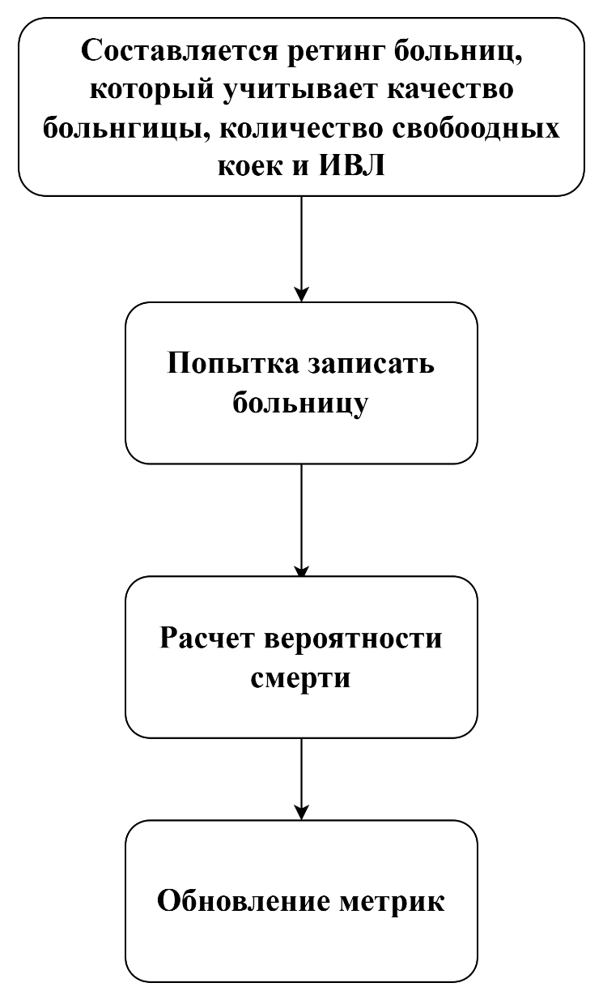 Составляется ретинг больниц,
который учитывает качество
больнгицы, количество свобоодных
коек и ИВЛ
Попытка записать
больницу
Расчет вероятности
смерти
Обновление метрик